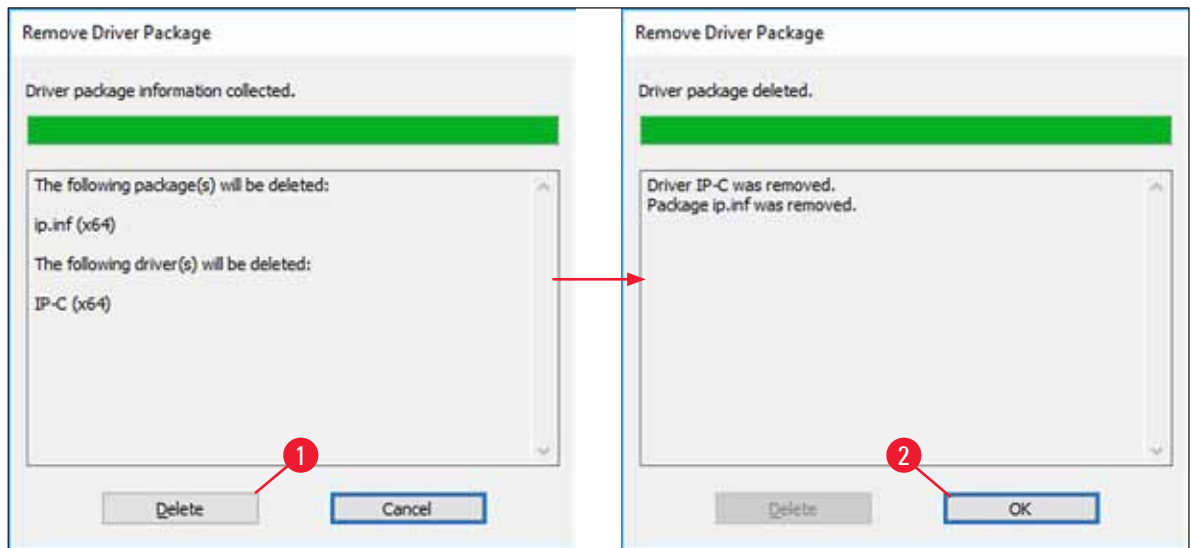 Remove Driver Package
Driver package information collected.
The following package(s) will be deleted:
ip.inf (x64)
The following driver(s) will be deleted:
IP-C (x64)
1
Delete
Cancel
Remove Driver Package
Driver package deleted.
Driver IP-C was removed.
Package ip.inf was removed.
2
Delete
OK